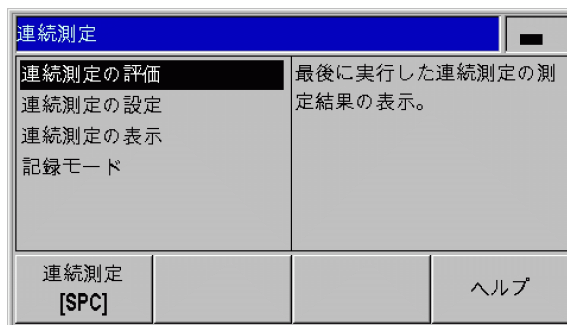 連続測定
連続測定の評価
連続測定の設定
連続測定の表示
記録モード
最後に実行した連続測定の測
定結果の表示。
連続測定
[SPC]
ヘルプ